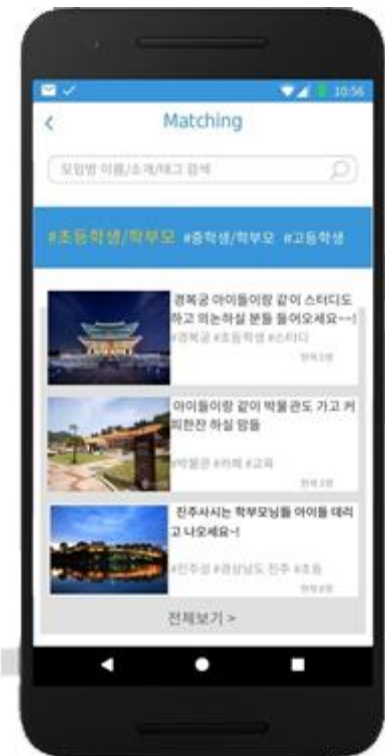 10:56
Matching
모임방 이름/소개/태그 검색
#초등학생/학부모 #중학생/학부모 #고등학생
경복궁 아이들이랑 같이 스터디도
하고 의논하실 분들 들어오세요~~!
#경복궁 #초등학생 #스터디
아이들이랑 같이 박물관도 가고 커
피한잔 하실 맘들
#박물관 #카페 #교육
진주사시는 학부모님들 아이들 데리
고 나오세요~!
#진주성 #경상남도 진주 #초등
전체보기 >